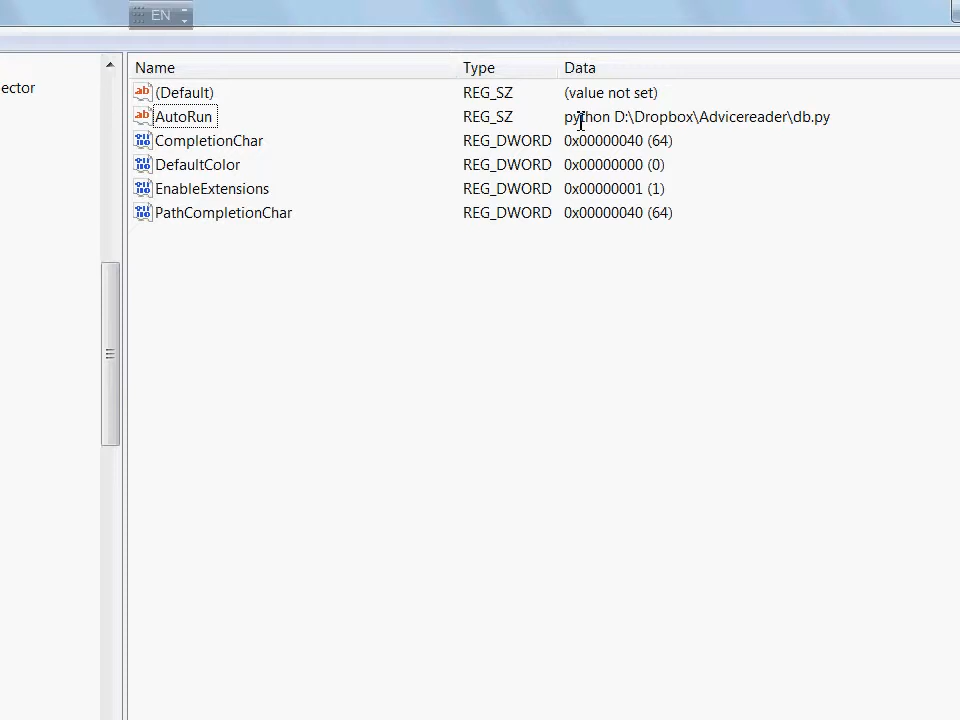 EN
ector
Name Type Data
(Default) REG_SZ (value not set)
AutoRun REG_SZ python D:\Dropbox\Advicereader\db.py
CompletionChar REG_DWORD 0x00000040 (64)
DefaultColor REG_DWORD 0x00000000 (0)
EnableExtensions REG_DWORD 0x00000001 (1)
PathCompletionChar REG_DWORD 0x00000040 (64)